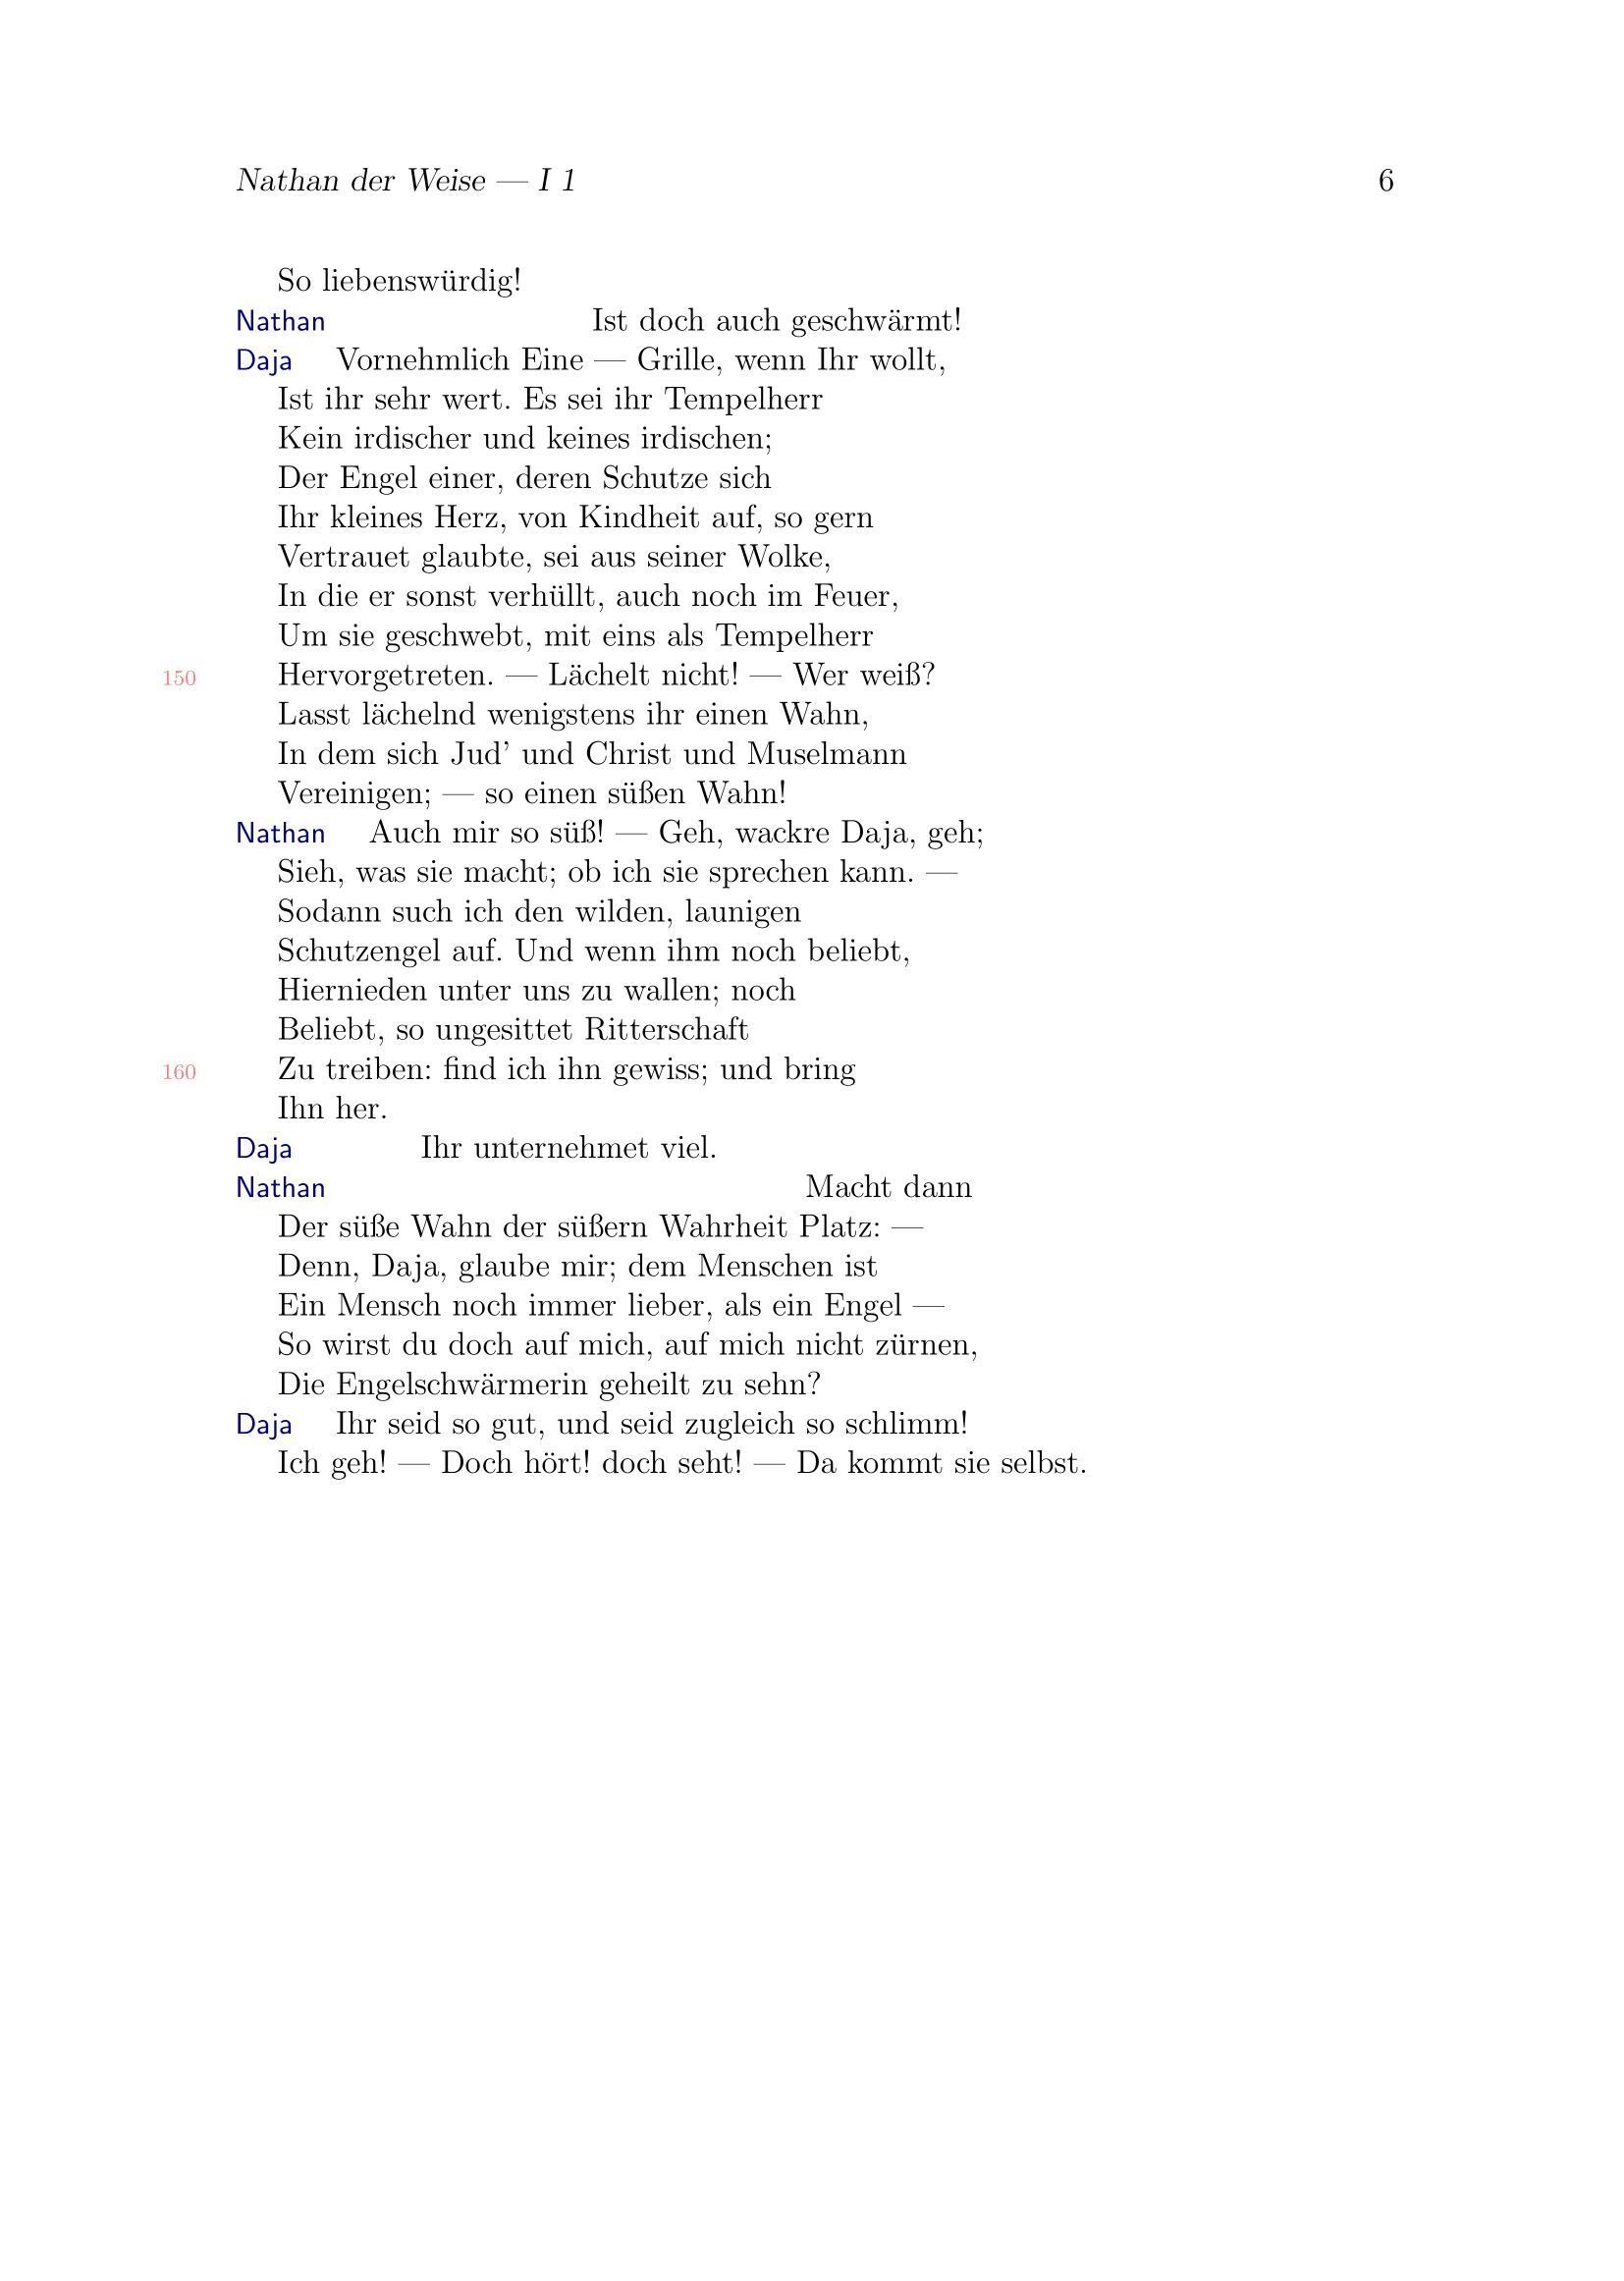 Nathan der Weise — I 1 6
So liebenswürdig!
Nathan Ist doch auch geschwärmt!
Daja Vornehmlich Eine — Grille, wenn Ihr wollt,
Ist ihr sehr wert. Es sei ihr Tempelherr
Kein irdischer und keines irdischen;
Der Engel einer, deren Schutze sich
Ihr kleines Herz, von Kindheit auf, so gern
Vertrauet glaubte, sei aus seiner Wolke,
In die er sonst verhüllt, auch noch im Feuer,
Um sie geschwebt, mit eins als Tempelherr
150 Hervorgetreten. — Lächelt nicht! — Wer weiß?
Lasst lächelnd wenigstens ihr einen Wahn,
In dem sich Jud’ und Christ und Muselmann
Vereinigen; — so einen süßen Wahn!
Nathan Auch mir so süß! — Geh, wackre Daja, geh;
Sieh, was sie macht; ob ich sie sprechen kann. —
Sodann such ich den wilden, launigen
Schutzengel auf. Und wenn ihm noch beliebt,
Hiernieden unter uns zu wallen; noch
Beliebt, so ungesittet Ritterschaft
160 Zu treiben: find ich ihn gewiss; und bring
Ihn her.
Daja Ihr unternehmet viel.
Nathan Macht dann
Der süße Wahn der süßern Wahrheit Platz: —
Denn, Daja, glaube mir; dem Menschen ist
Ein Mensch noch immer lieber, als ein Engel —
So wirst du doch auf mich, auf mich nicht zürnen,
Die Engelschwärmerin geheilt zu sehn?
Daja Ihr seid so gut, und seid zugleich so schlimm!
Ich geh! — Doch hört! doch seht! — Da kommt sie selbst.